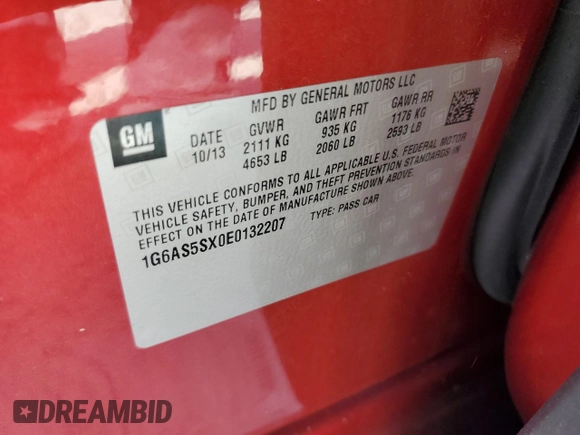 MFD BY GENERAL MOTORS LLC
GM
DATE GVWR GAWR FRT GAWR RR
10/13 2111 KG 935 KG 1176 KG
4653 LB 2060 LB 2593 LB
THIS VEHICLE CONFORMS TO ALL APPLICABLE U.S. FEDERAL MOTOR
VEHICLE SAFETY, BUMPER, AND THEFT PREVENTION STANDARDS IN
EFFECT ON THE DATE OF MANUFACTURE SHOWN ABOVE.
1G6AS5SX0E0132207 TYPE: PASS CAR
DREAMBID